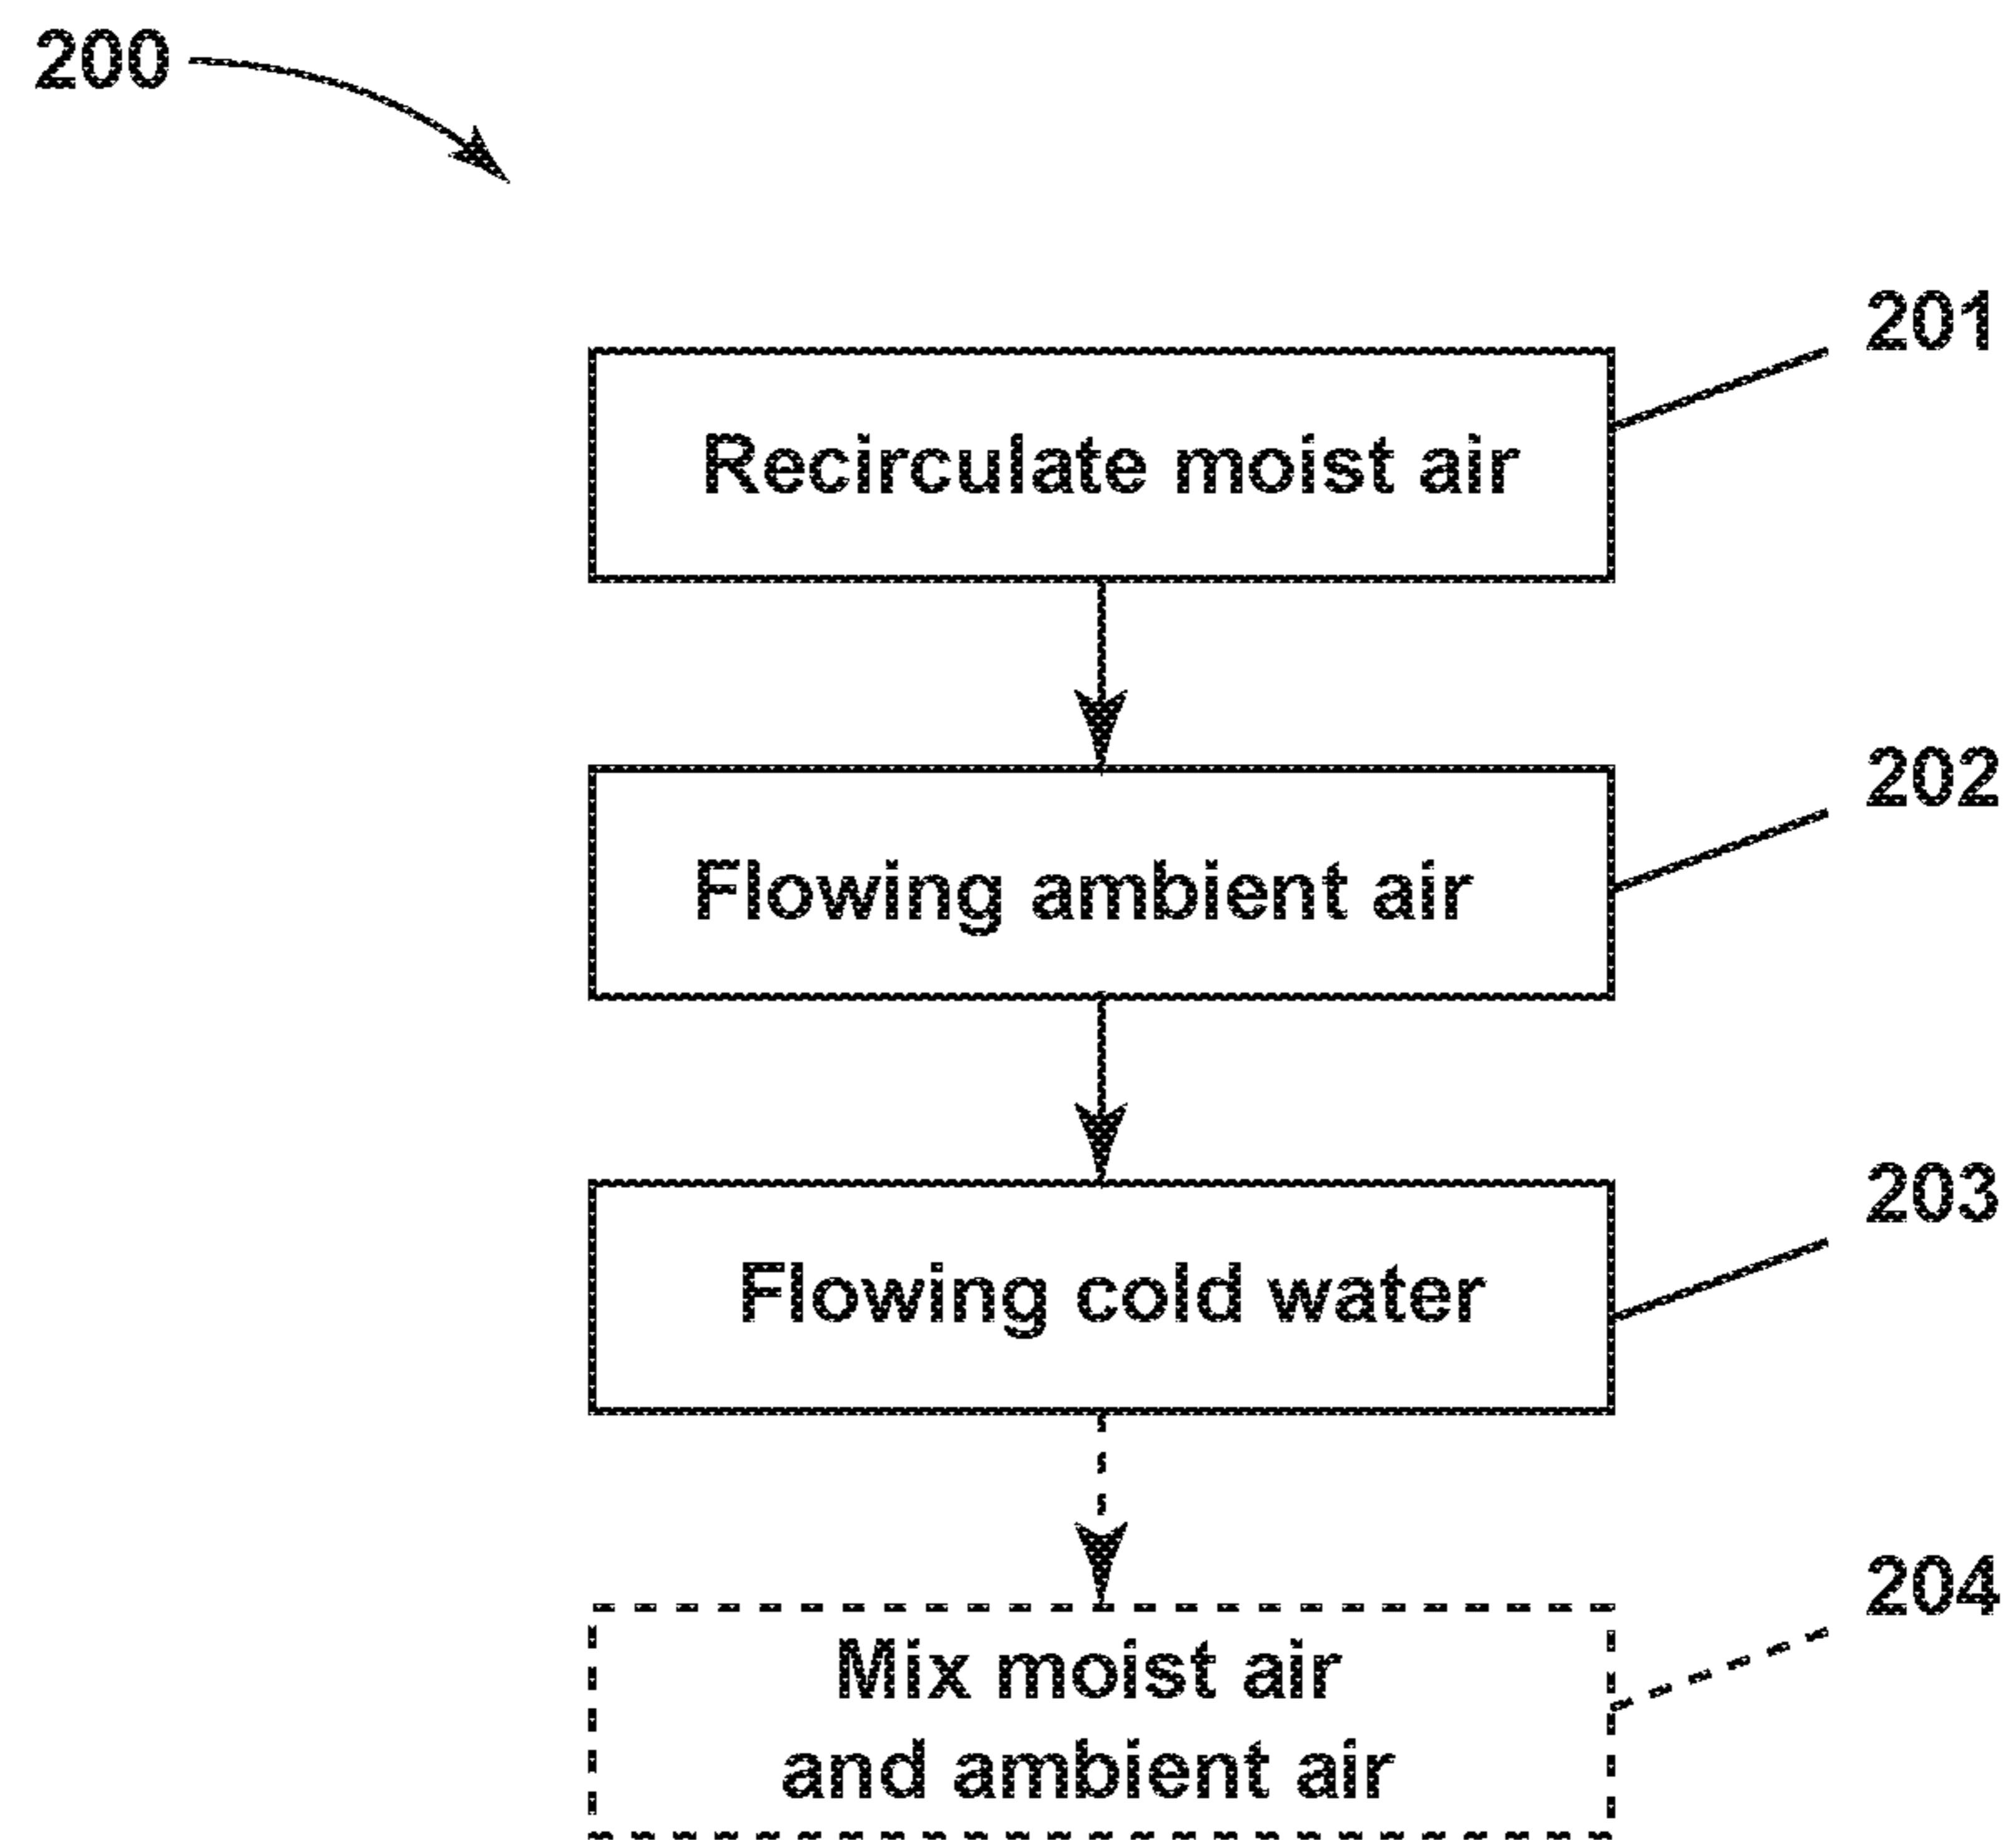 200
201
Recirculate moist air
202
Flowing ambient air
203
Flowing cold water
204
Mix moist air
and ambient air